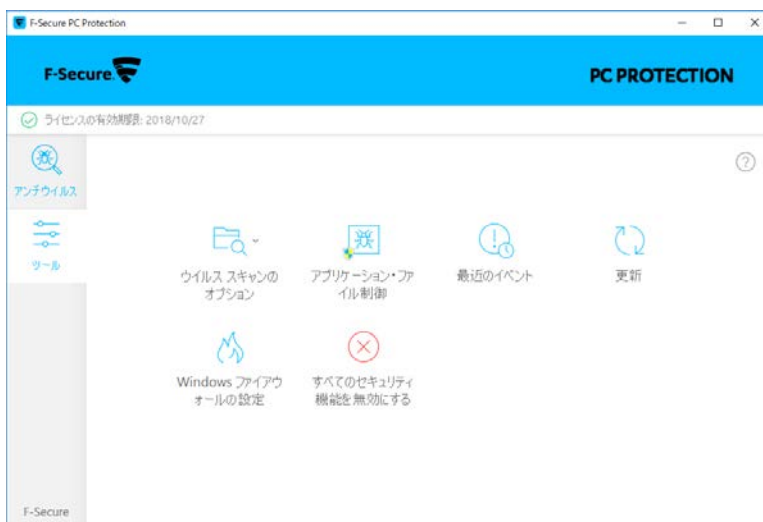 F-Secure PC Protection
F-Secure
PC PROTECTION
ライセンスの有効期限: 2018/10/27
アンチウイルス
ツール
ウイルス スキャンの
オプション
アプリケーション・ファ
イル制御
最近のイベント
更新
Windows ファイアウ
ォールの設定
すべてのセキュリティ
機能を無効にする
F-Secure